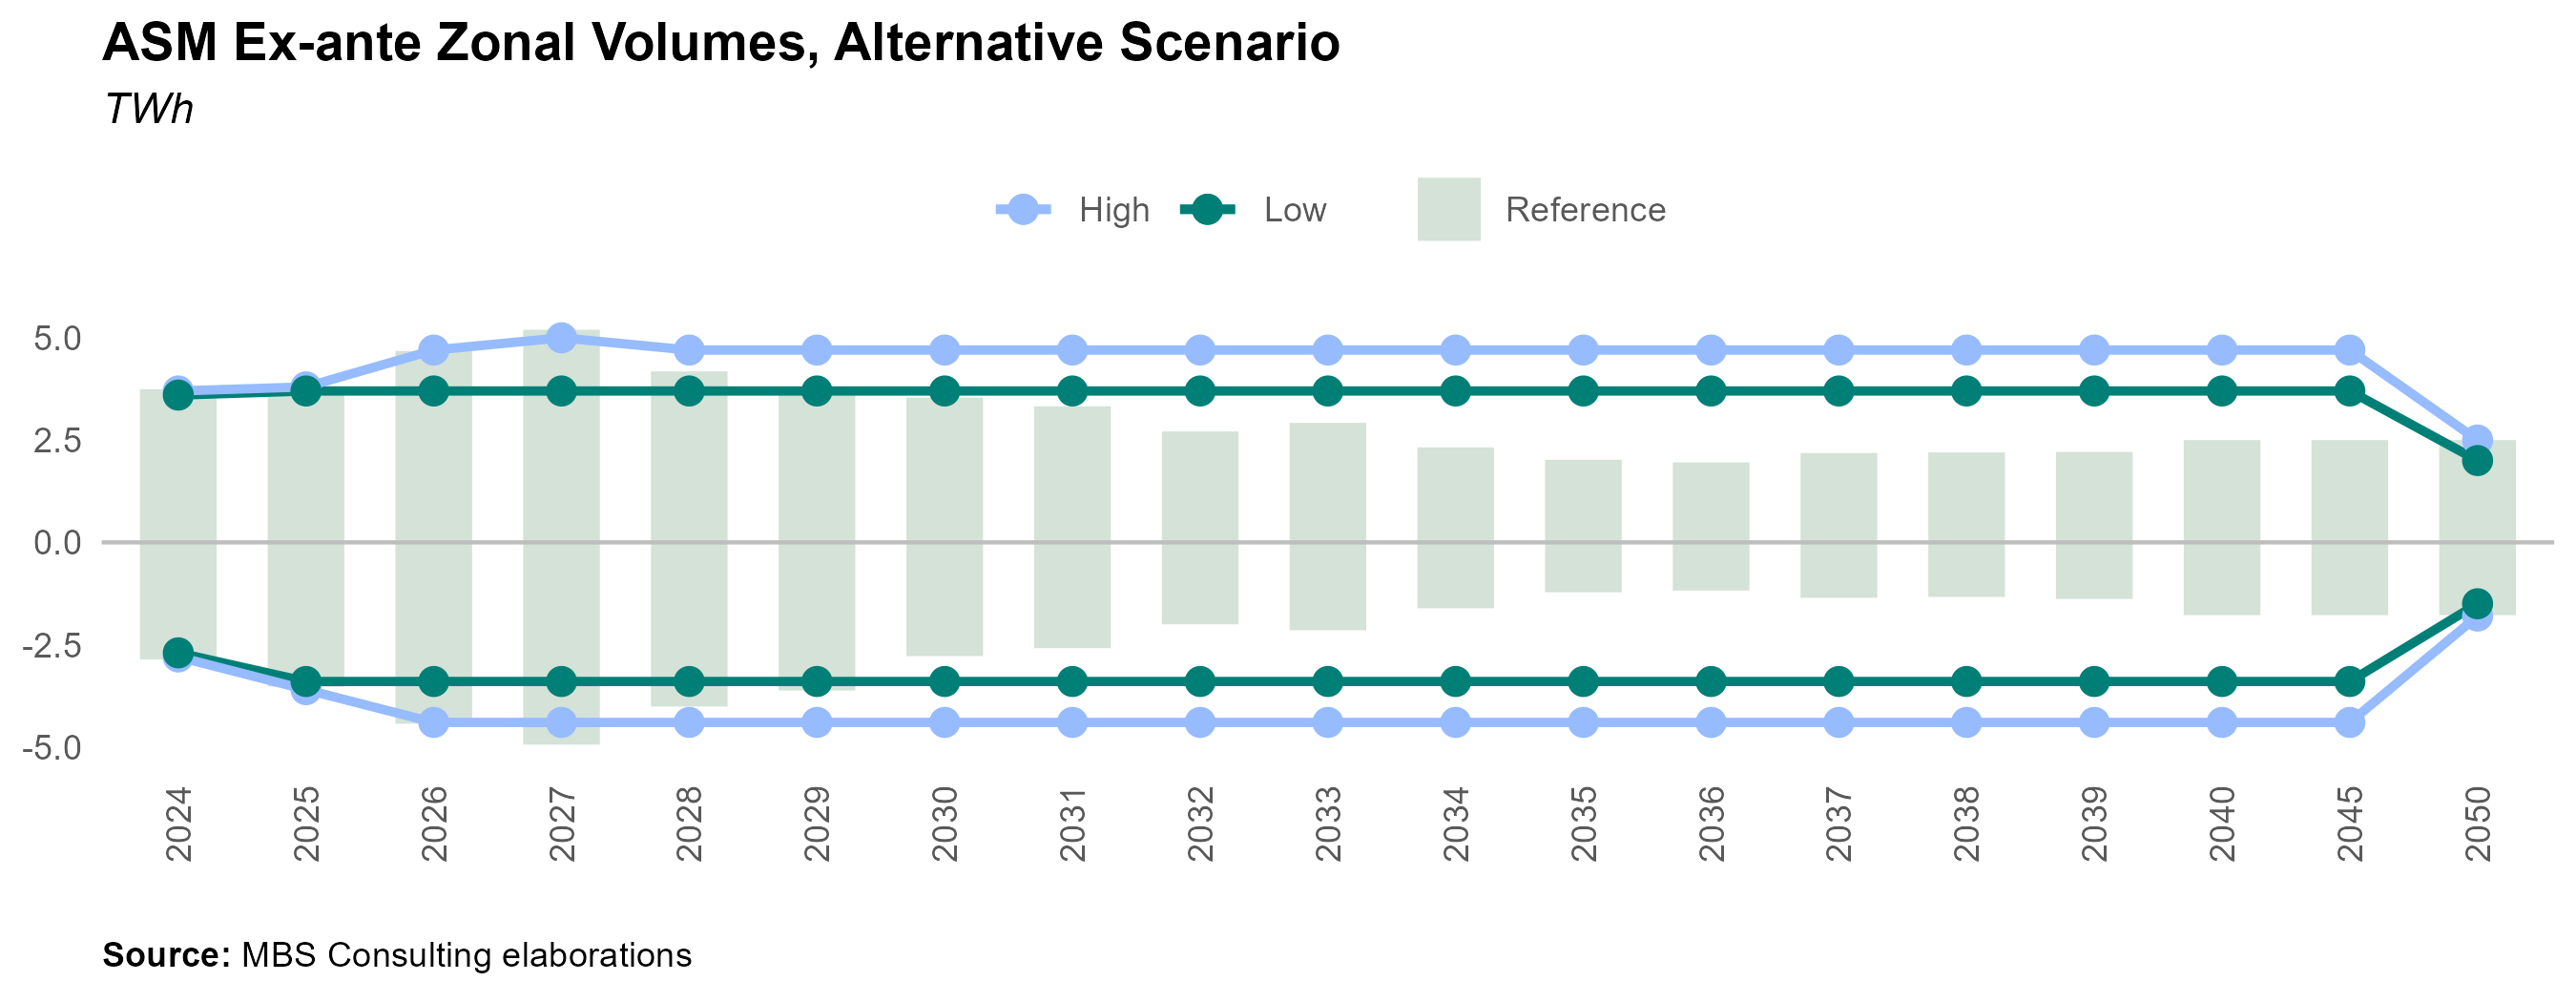 ASM Ex-ante Zonal Volumes, Alternative Scenario
TWh
High Low Reference
5.0
2.5
0.0
-2.5
-5.0
2024 2025 2026 2027 2028 2029 2030 2031 2032 2033 2034 2035 2036 2037 2038 2039 2040 2045 2050
Source: MBS Consulting elaborations